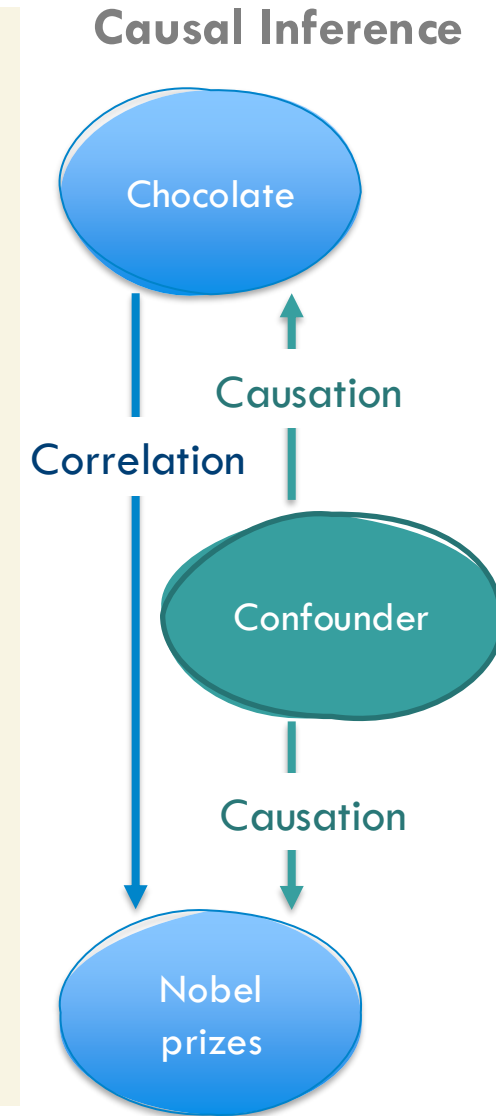 Causal Inference
Chocolate
Causation
Correlation
Confounder
Causation
Nobel
prizes